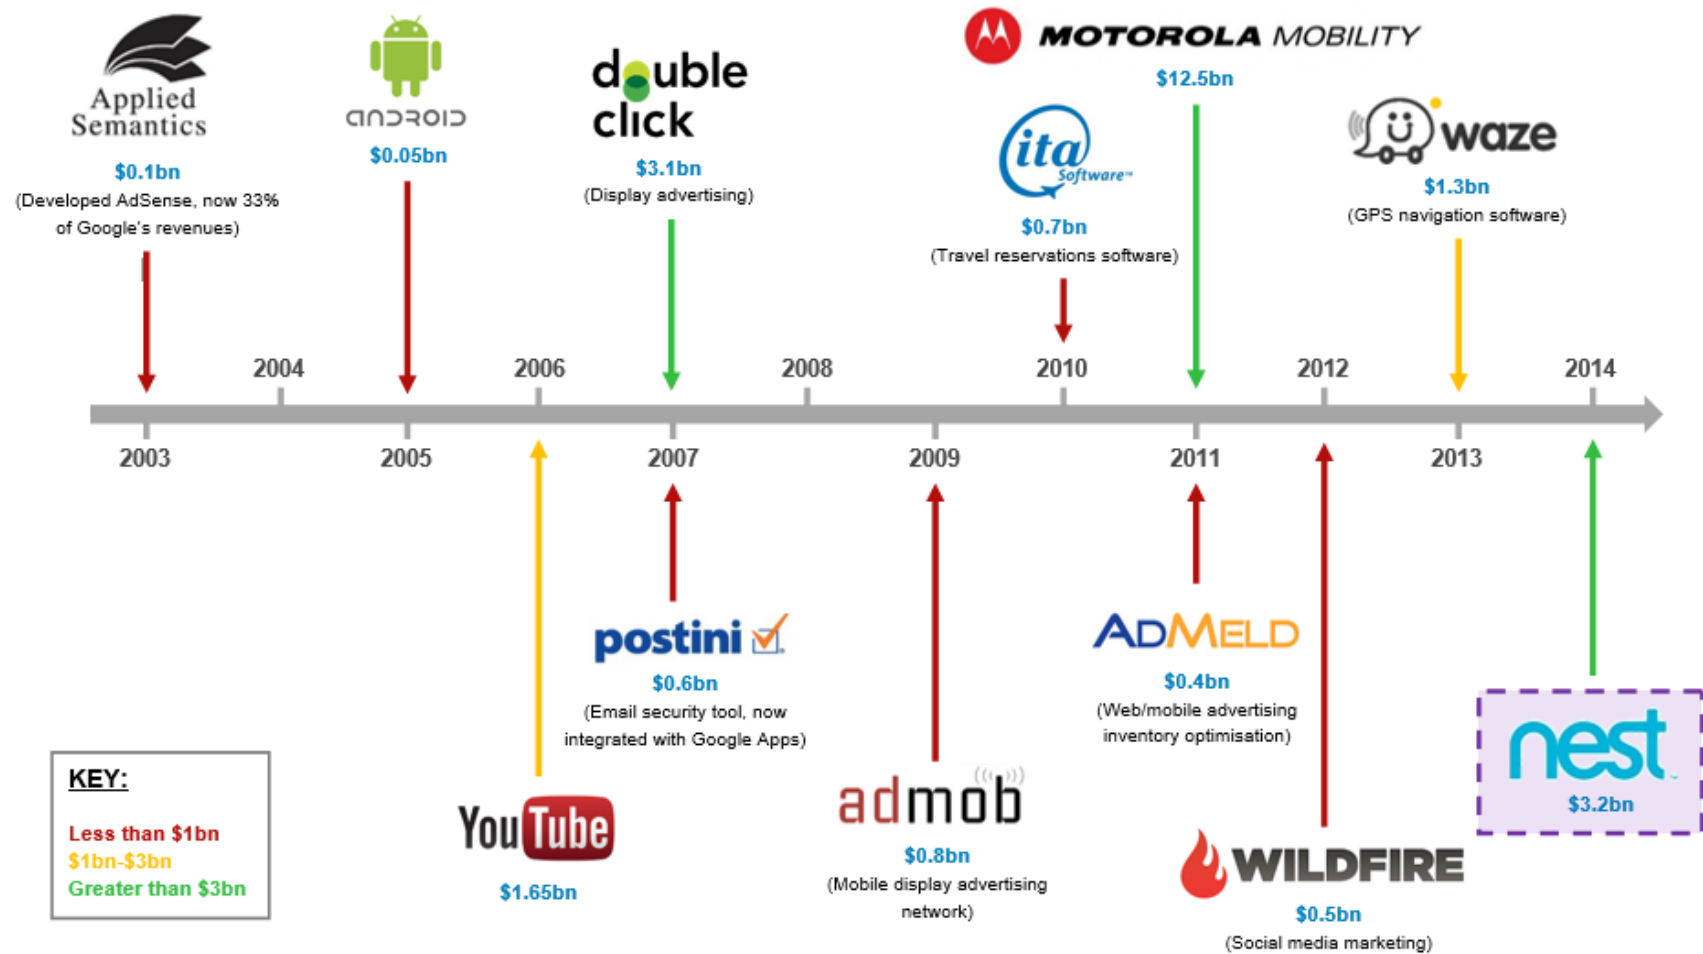 Applied
Semantics
$0.1bn
(Developed AdSense, now 33%
of Google's revenues)
ANDROID
$0.05bn
double
click
$3.1bn
(Display advertising)
MOTOROLA MOBILITY
$12.5bn
ita
Software™
$0.7bn
(Travel reservations software)
waze
$1.3bn
(GPS navigation software)
2004
2006
2008
2010
2012
2014
2003
2005
2007
2009
2011
2013
postini
$0.6bn
(Email security tool, now
integrated with Google Apps)
YouTube
$1.65bn
admob
$0.8bn
(Mobile display advertising
network)
ADMELD
$0.4bn
(Web/mobile advertising
inventory optimisation)
WILDFIRE
$0.5bn
(Social media marketing)
nest
$3.2bn
KEY:
Less than $1bn
$1bn-$3bn
Greater than $3bn